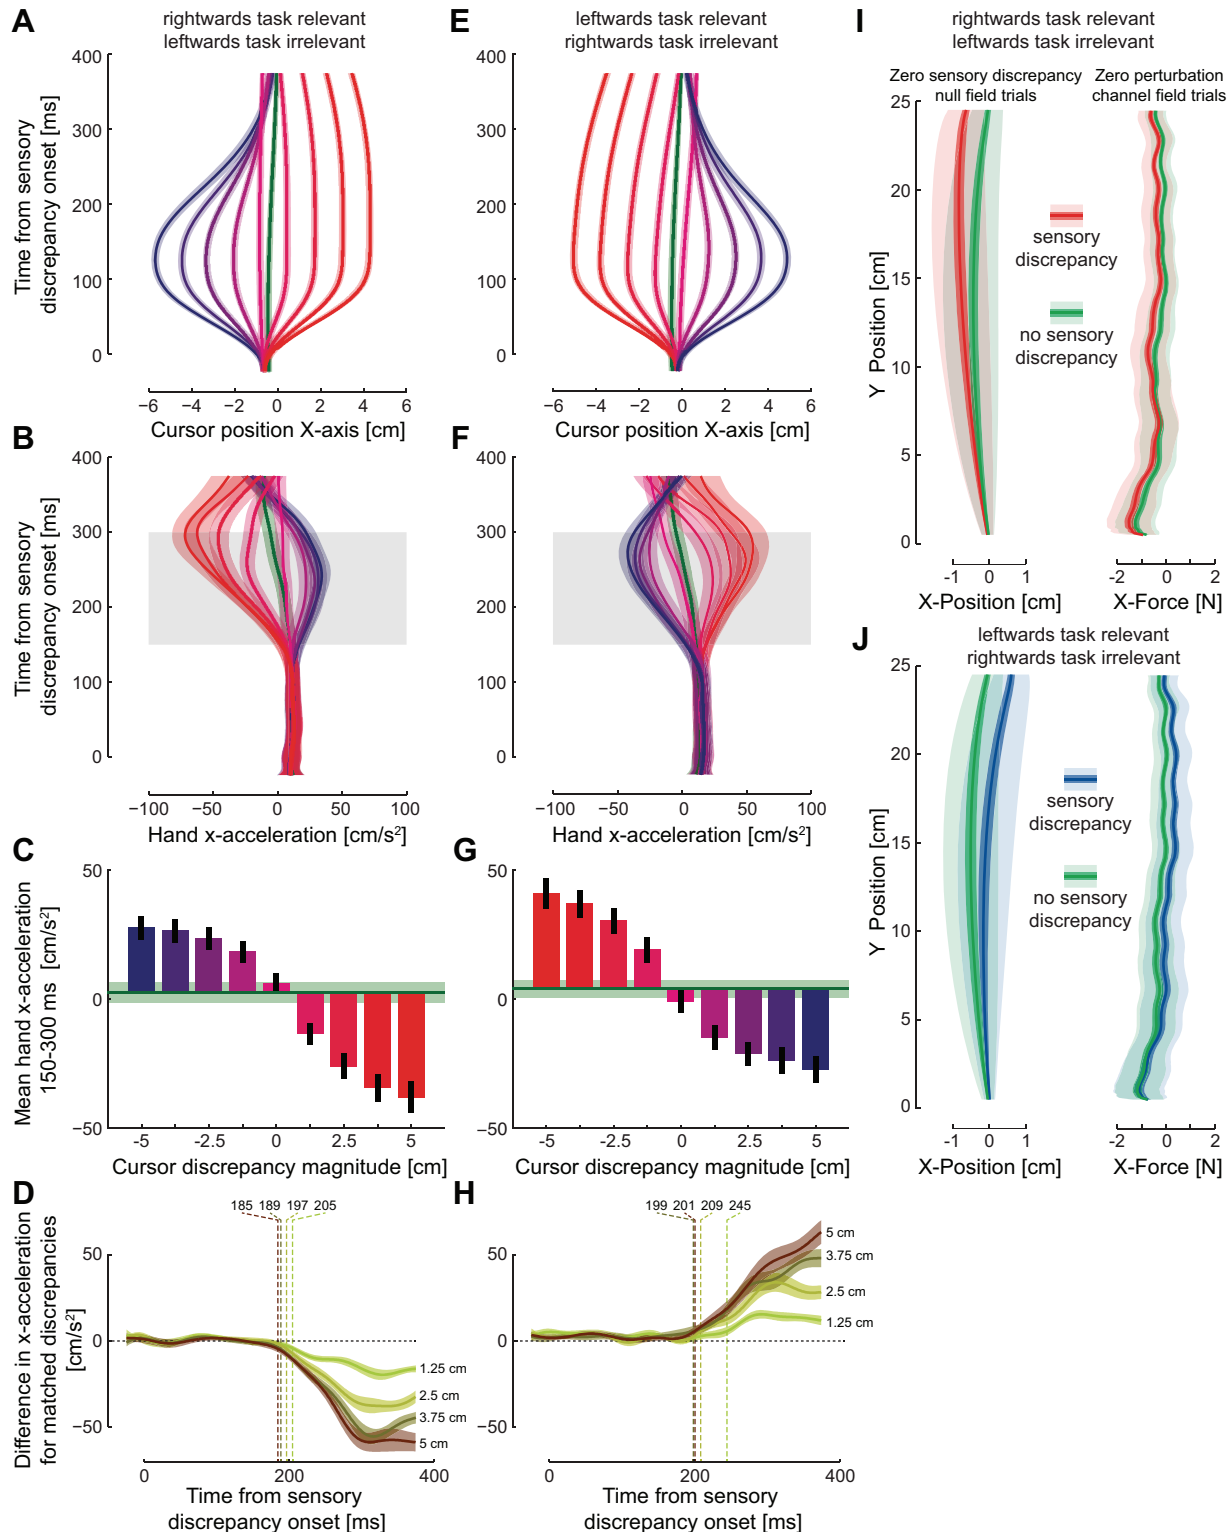 A
rightwards task relevant
leftwards task irrelevant
400
300
200
100
0
Time from sensory
discrepancy onset [ms]
−6 −4 −2 0 2 4 6
Cursor position X-axis [cm]
E
leftwards task relevant
rightwards task irrelevant
400
300
200
100
0
−6 −4 −2 0 2 4 6
Cursor position X-axis [cm]
B
400
300
200
100
0
Time from sensory
discrepancy onset [ms]
−100 −50 0 50 100
Hand x-acceleration [cm/s²]
F
400
300
200
100
0
−100 −50 0 50 100
Hand x-acceleration [cm/s²]
C
50
0
−50
Mean hand x-acceleration
150-300 ms [cm/s²]
-5 -2.5 0 2.5 5
Cursor discrepancy magnitude [cm]
G
50
0
−50
-5 -2.5 0 2.5 5
Cursor discrepancy magnitude [cm]
D
185 189 197 205
50
0
−50
Difference in x-acceleration
for matched discrepancies
[cm/s²]
1.25 cm
2.5 cm
3.75 cm
5 cm
0 200 400
Time from sensory
discrepancy onset [ms]
H
199 201 209 245
50
0
−50
5 cm
3.75 cm
2.5 cm
1.25 cm
0 200 400
Time from sensory
discrepancy onset [ms]
I
rightwards task relevant
leftwards task irrelevant
Zero sensory discrepancy
null field trials
Zero perturbation
channel field trials
25
20
15
10
5
0
Y Position [cm]
sensory
discrepancy
no sensory
discrepancy
-1 0 1
X-Position [cm]
−2 0 2
X-Force [N]
J
leftwards task relevant
rightwards task irrelevant
25
20
15
10
5
0
Y Position [cm]
sensory
discrepancy
no sensory
discrepancy
-1 0 1
X-Position [cm]
−2 0 2
X-Force [N]